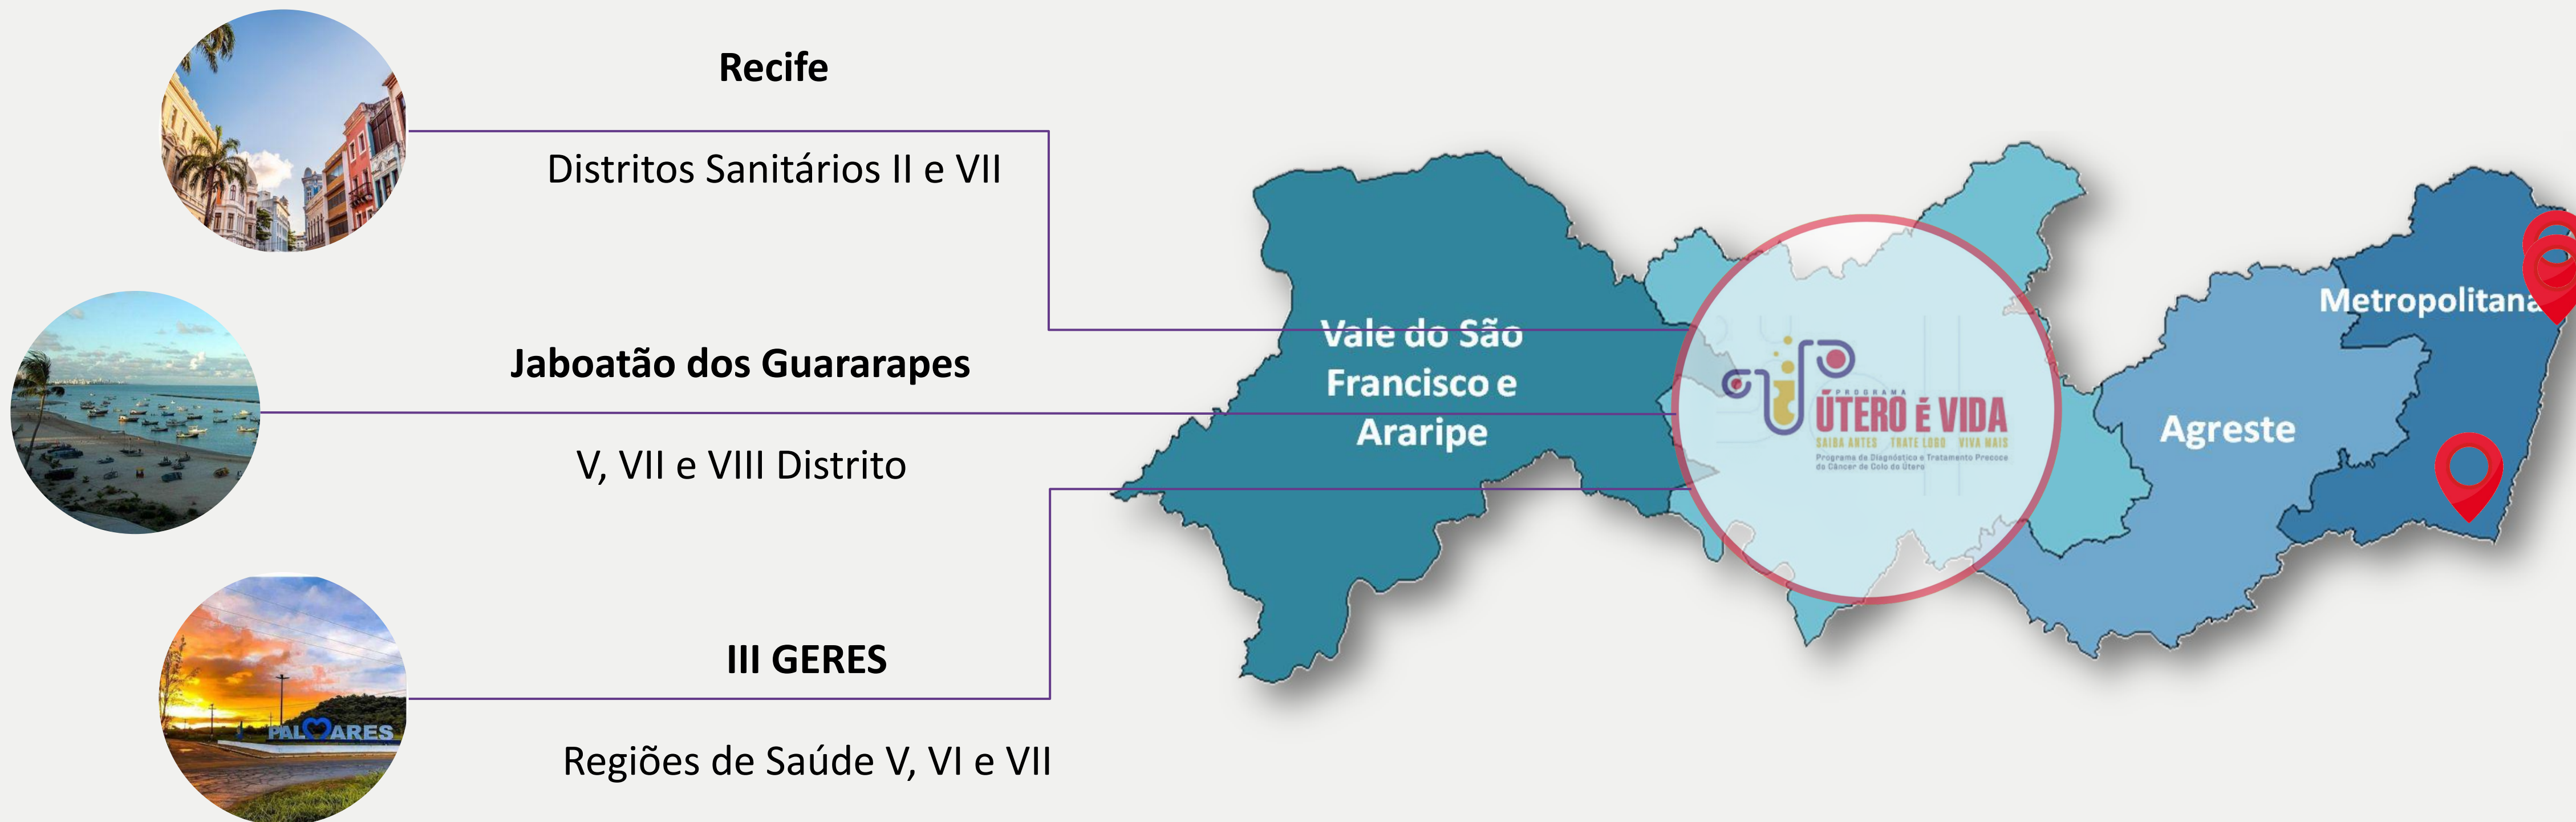 Recife
Distritos Sanitários II e VII
Jaboatão dos Guararapes
V, VII e VIII Distrito
III GERES
Regiões de Saúde V, VI e VII
PALMARES
Vale do São
Francisco e
Araripe
PROGRAMA
ÚTERO É VIDA
SAIBA ANTES TRATE LOGO VIVA MAIS
Programa da Diagnóstico e Tratamento Precoce
do Câncer de Colo do Útero
Agreste
Metropolitana